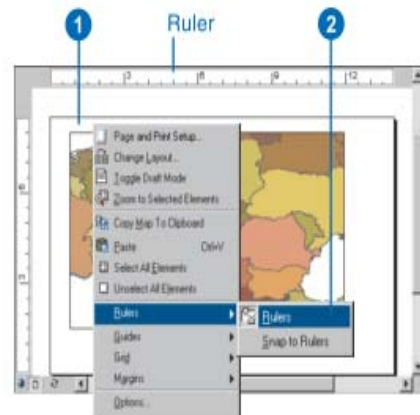 1 Ruler 2
3 6 9 12
Page and Print Setup...
Change Layout...
Toggle Draft Mode
Zoom to Selected Elements
Copy Map To Clipboard
Paste Ctrl+V
Select All Elements
Unselect All Elements
Rulers Rulers
Guides Snap to Rulers
Grid
Margins
Options...